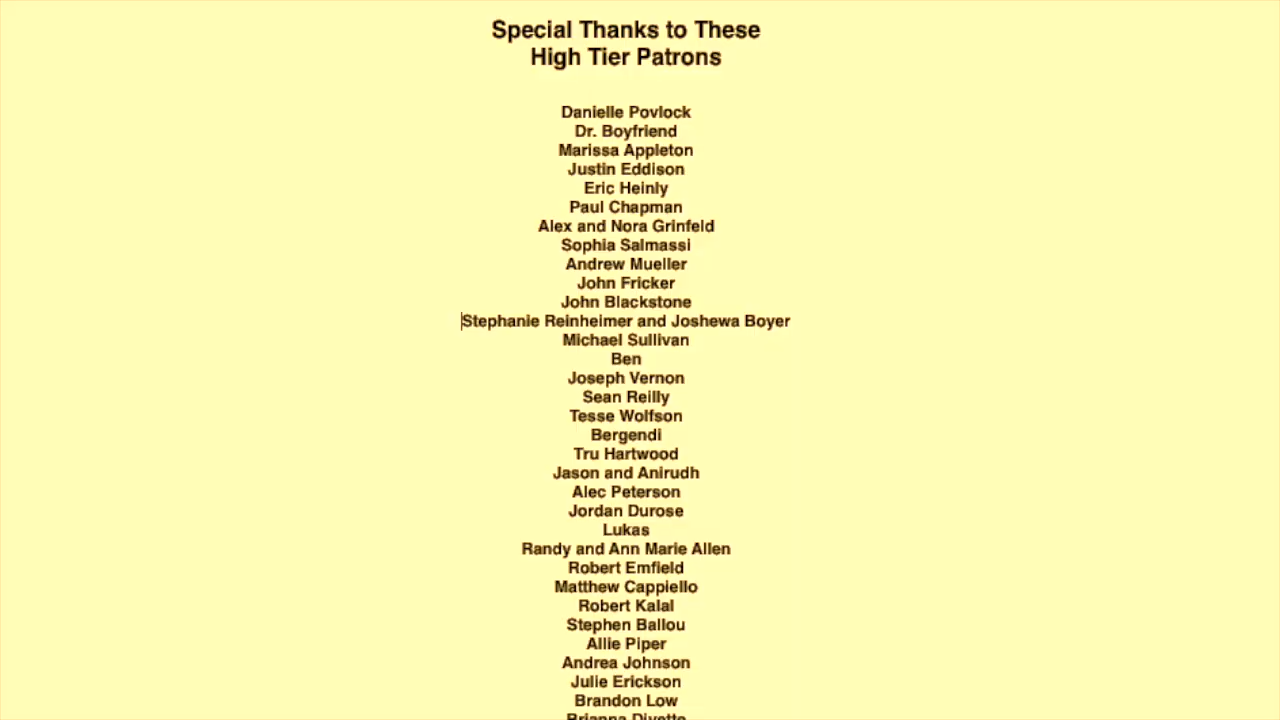 Special Thanks to These
High Tier Patrons
Danielle Povlock
Dr. Boyfriend
Marissa Appleton
Justin Eddison
Eric Heinly
Paul Chapman
Alex and Nora Grinfeld
Sophia Salmassi
Andrew Mueller
John Fricker
John Blackstone
Stephanie Reinheimer and Joshewa Boyer
Michael Sullivan
Ben
Joseph Vernon
Sean Reilly
Tesse Wolfson
Bergendi
Tru Hartwood
Jason and Anirudh
Alec Peterson
Jordan Durose
Lukas
Randy and Ann Marie Allen
Robert Emfield
Matthew Cappiello
Robert Kalal
Stephen Ballou
Allie Piper
Andrea Johnson
Julie Erickson
Brandon Low
Brianna